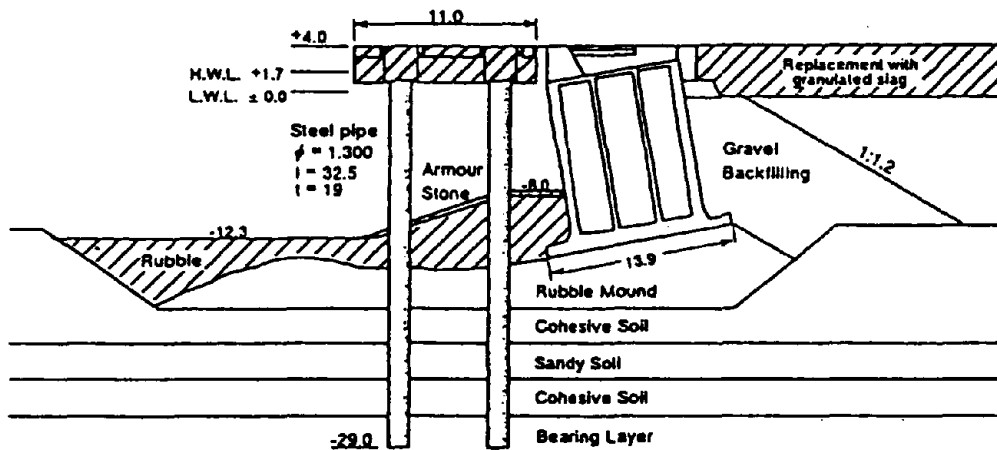 11.0
+4.0
H.W.L. +1.7
L.W.L. ± 0.0
Replacement with
granulated slag
Steel pipe
ϕ = 1.300
l = 32.5
t = 19
Armour
Stone
-8.0
Gravel
Backfilling
1:1.2
-12.3
Rubble
13.9
Rubble Mound
Cohesive Soil
Sandy Soil
Cohesive Soil
-29.0
Bearing Layer